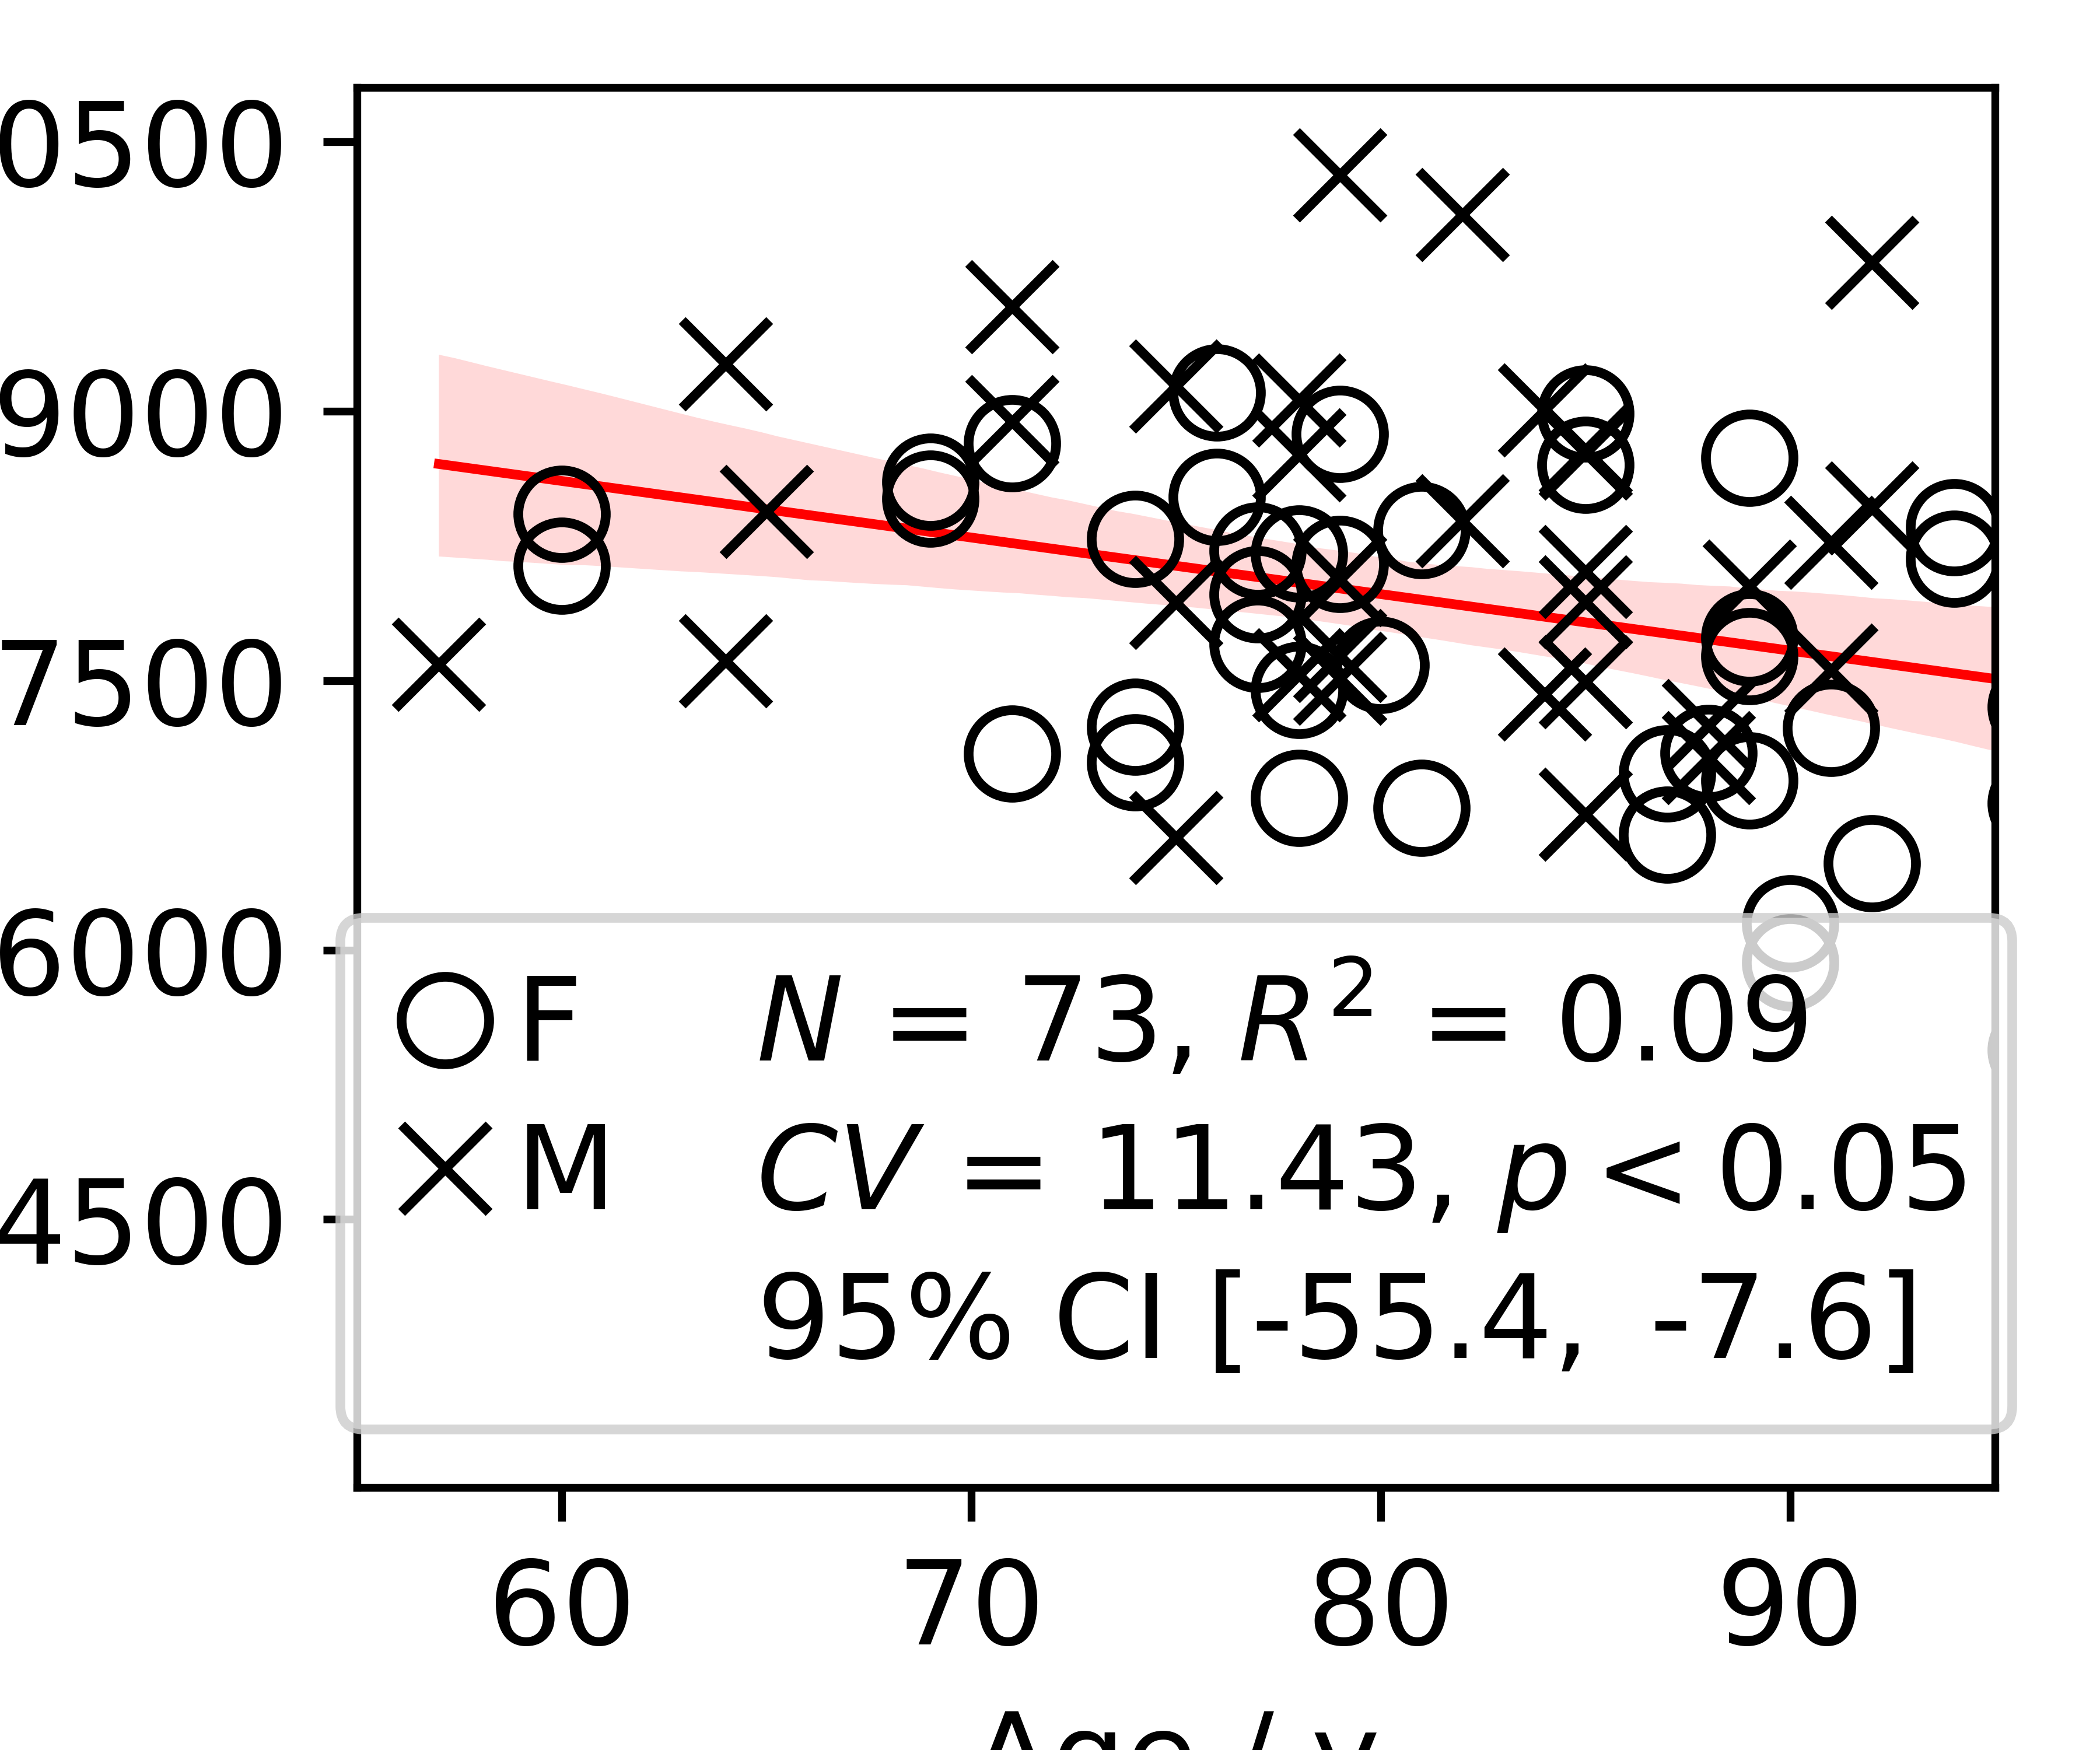 0500
9000
7500
6000
4500
F N = 73, R² = 0.09
M CV = 11.43, p < 0.05
95% CI [-55.4, -7.6]
60 70 80 90
Age / y